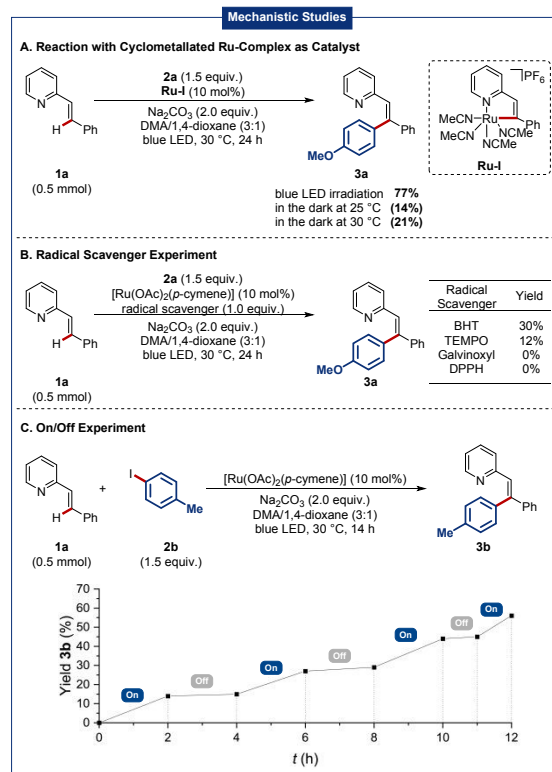 Mechanistic Studies
A. Reaction with Cyclometallated Ru-Complex as Catalyst
2a (1.5 equiv.)
Ru-I (10 mol%)
Na2CO3 (2.0 equiv.)
DMA/1,4-dioxane (3:1)
blue LED, 30 °C, 24 h
N
H
Ph
1a
(0.5 mmol)
N
Ph
MeO
3a
blue LED irradiation 77%
in the dark at 25 °C (14%)
in the dark at 30 °C (21%)
PF6
N
MeCN
Ru
Ph
MeCN
NCMe
NCMe
Ru-I
B. Radical Scavenger Experiment
2a (1.5 equiv.)
[Ru(OAc)2(p-cymene)] (10 mol%)
radical scavenger (1.0 equiv.)
Na2CO3 (2.0 equiv.)
DMA/1,4-dioxane (3:1)
blue LED, 30 °C, 24 h
N
H
Ph
1a
(0.5 mmol)
N
Ph
MeO
3a
Radical Scavenger Yield
BHT 30%
TEMPO 12%
Galvinoxyl 0%
DPPH 0%
C. On/Off Experiment
N
H
Ph
1a
(0.5 mmol)
+
I
Me
2b
(1.5 equiv.)
[Ru(OAc)2(p-cymene)] (10 mol%)
Na2CO3 (2.0 equiv.)
DMA/1,4-dioxane (3:1)
blue LED, 30 °C, 14 h
N
Ph
Me
3b
Yield 3b (%)
70
60
50
40
30
20
10
0
On
Off
On
Off
On
Off
On
0 2 4 6 8 10 12
t (h)